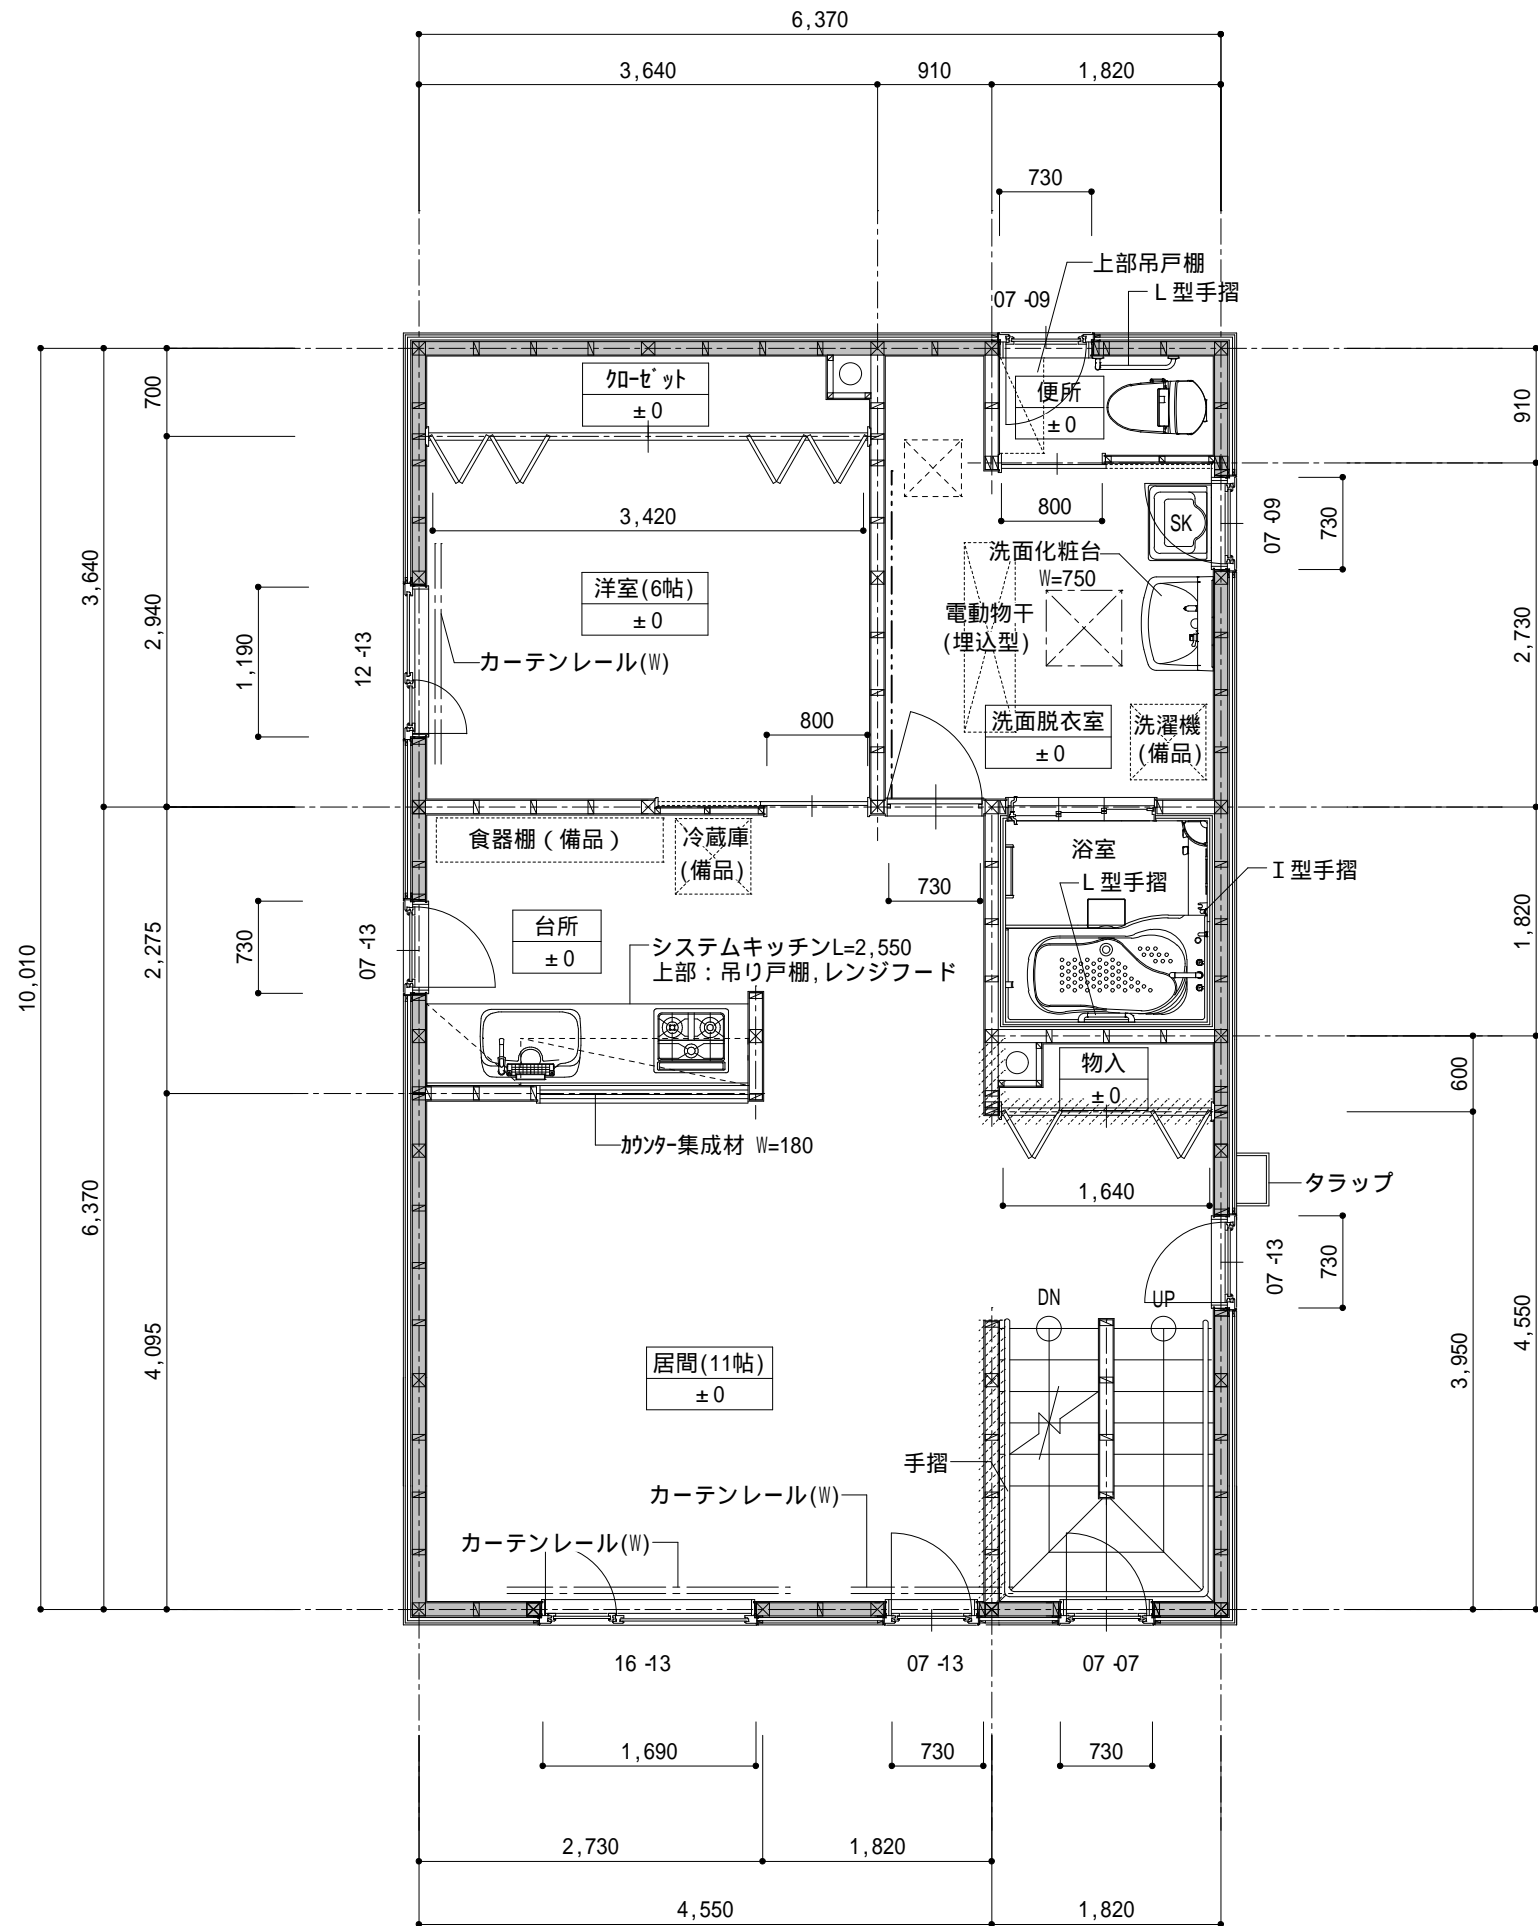 6,370
3,640
910
1,820
730
上部吊戸棚
L型手摺
07-09
クローゼット
±0
便所
±0
700
910
3,420
800
SK
07-09
730
洗面化粧台
W=750
3,640
2,940
洋室(6帖)
±0
電動物干
(埋込型)
2,730
1,190
12-13
カーテンレール(W)
800
洗面脱衣室
±0
洗濯機
(備品)
食器棚(備品)
冷蔵庫
(備品)
浴室
L型手摺
I型手摺
730
台所
±0
システムキッチンL=2,550
上部:吊り戸棚,レンジフード
10,010
2,275
730
07-13
1,820
物入
±0
600
カウンター集成材 W=180
1,640
タラップ
6,370
07-13
730
DN
UP
4,095
居間(11帖)
±0
3,950
4,550
手摺
カーテンレール(W)
カーテンレール(W)
16-13
07-13
07-07
1,690
730
730
2,730
1,820
4,550
1,820